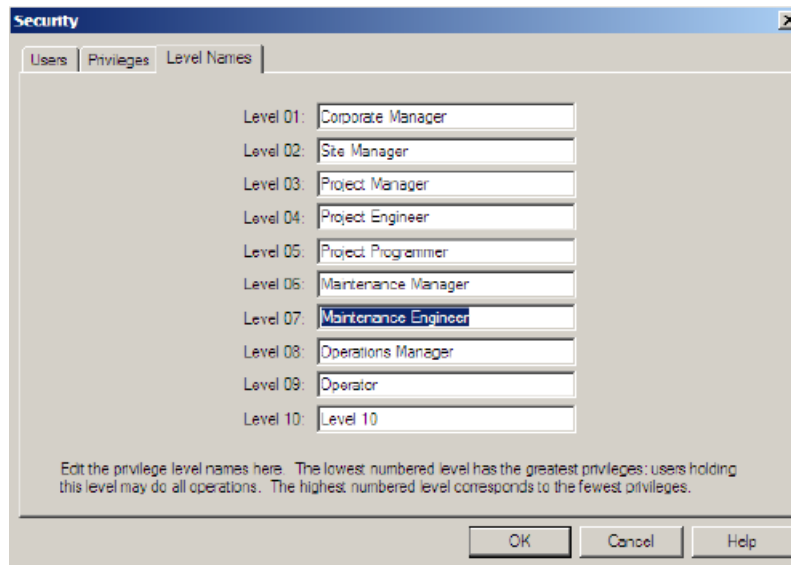 Security
Users Privileges Level Names
Level 01: Corporate Manager
Level 02: Site Manager
Level 03: Project Manager
Level 04: Project Engineer
Level 05: Project Programmer
Level 06: Maintenance Manager
Level 07: Maintenance Engineer
Level 08: Operations Manager
Level 09: Operator
Level 10: Level 10
Edit the privilege level names here. The lowest numbered level has the greatest privileges; users holding
this level may do all operations. The highest numbered level corresponds to the fewest privileges.
OK Cancel Help